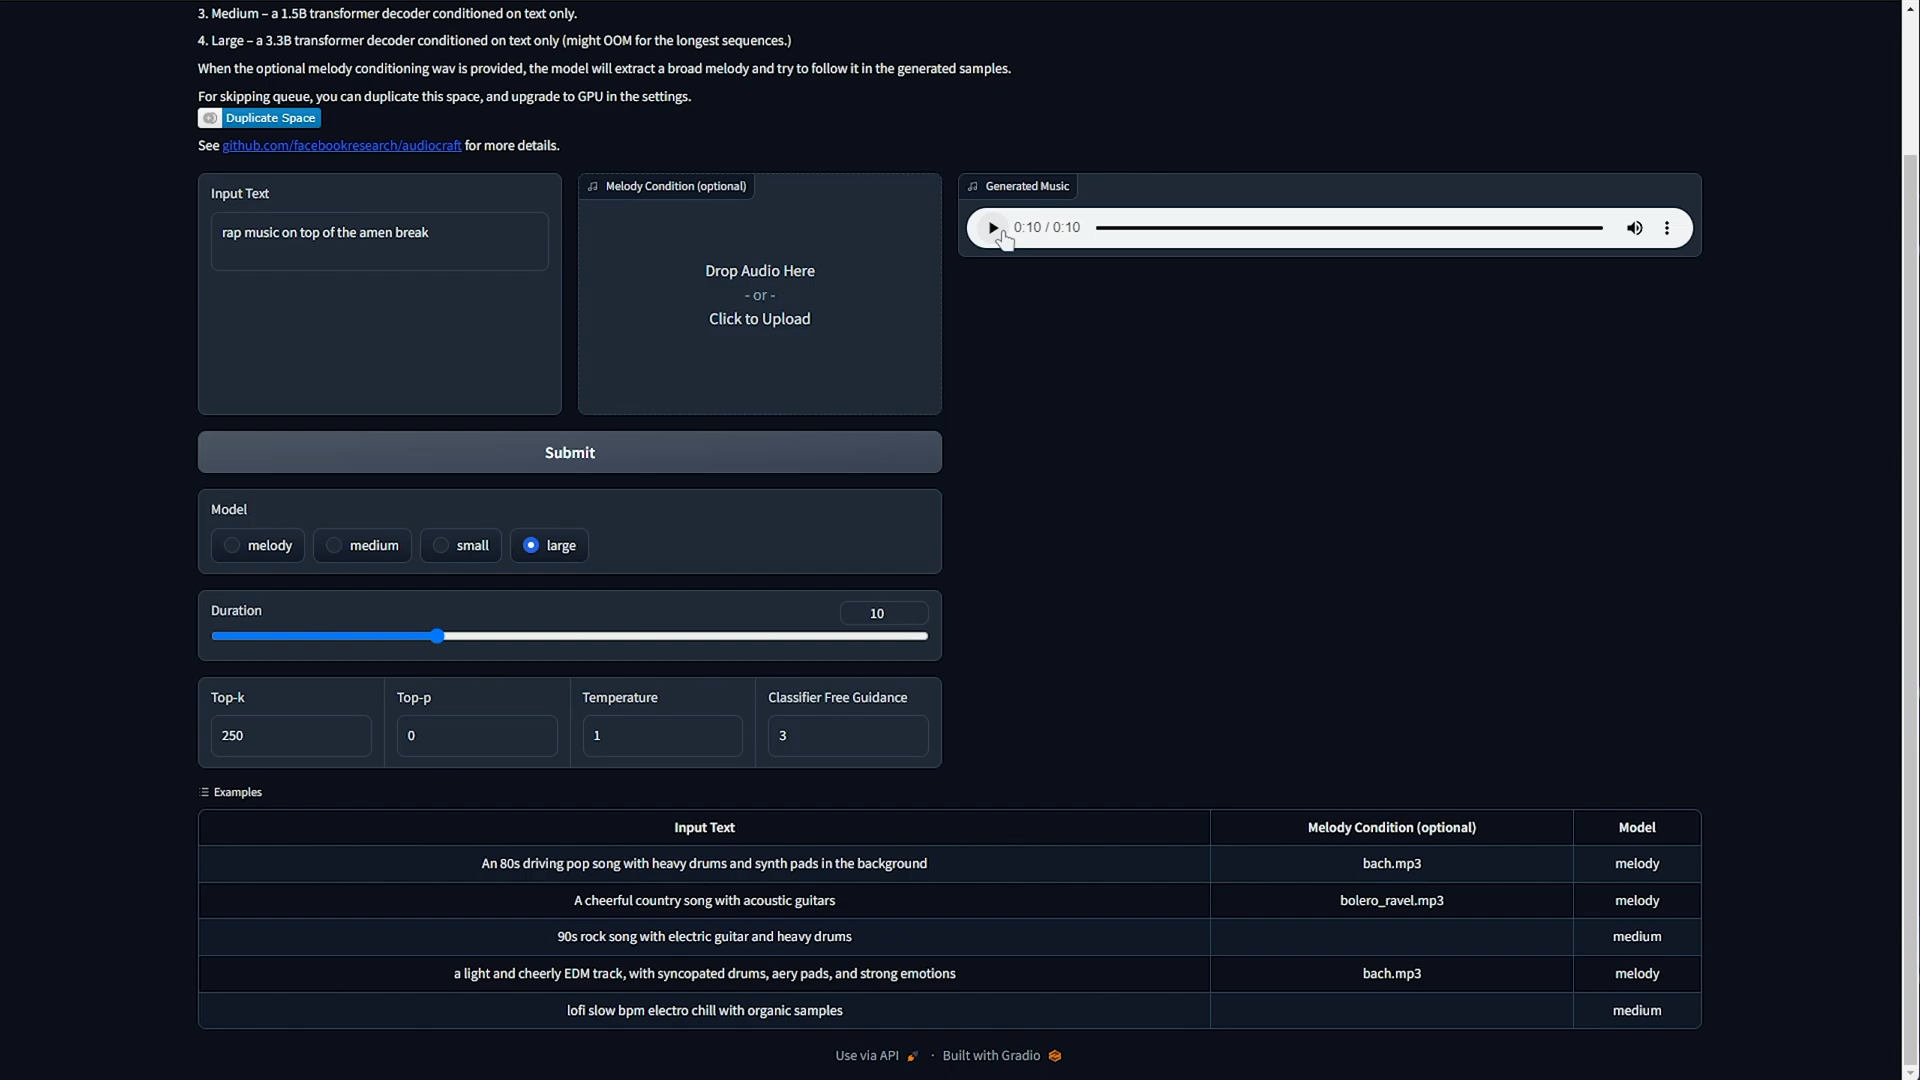 3. Medium – a 1.5B transformer decoder conditioned on text only.
4. Large – a 3.3B transformer decoder conditioned on text only (might OOM for the longest sequences.)
When the optional melody conditioning wav is provided, the model will extract a broad melody and try to follow it in the generated samples.
For skipping queue, you can duplicate this space, and upgrade to GPU in the settings.
Duplicate Space
See github.com/facebookresearch/audiocraft for more details.
Input Text
rap music on top of the amen break
Melody Condition (optional)
Drop Audio Here
- or -
Click to Upload
Generated Music
0:10 / 0:10
Submit
Model
melody medium small large
Duration 10
Top-k Top-p Temperature Classifier Free Guidance
250 0 1 3
Examples
Input Text Melody Condition (optional) Model
An 80s driving pop song with heavy drums and synth pads in the background bach.mp3 melody
A cheerful country song with acoustic guitars bolero_ravel.mp3 melody
90s rock song with electric guitar and heavy drums medium
a light and cheerly EDM track, with syncopated drums, aery pads, and strong emotions bach.mp3 melody
lofi slow bpm electro chill with organic samples medium
Use via API · Built with Gradio